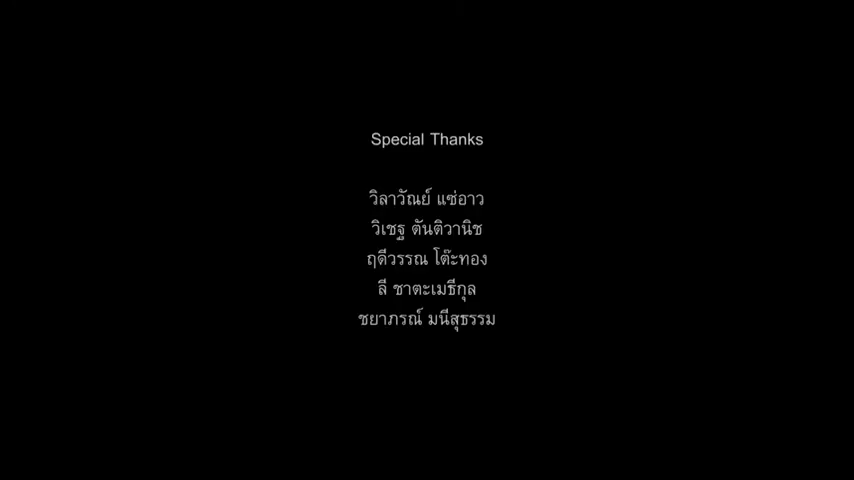 Special Thanks
วิลาวัณย์ แซ่อาว
วิเชฐ ตันติวานิช
ฤดีวรรณ โต๊ะทอง
ลี ชาตะเมธีกุล
ชยาภรณ์ มนีสุธรรม